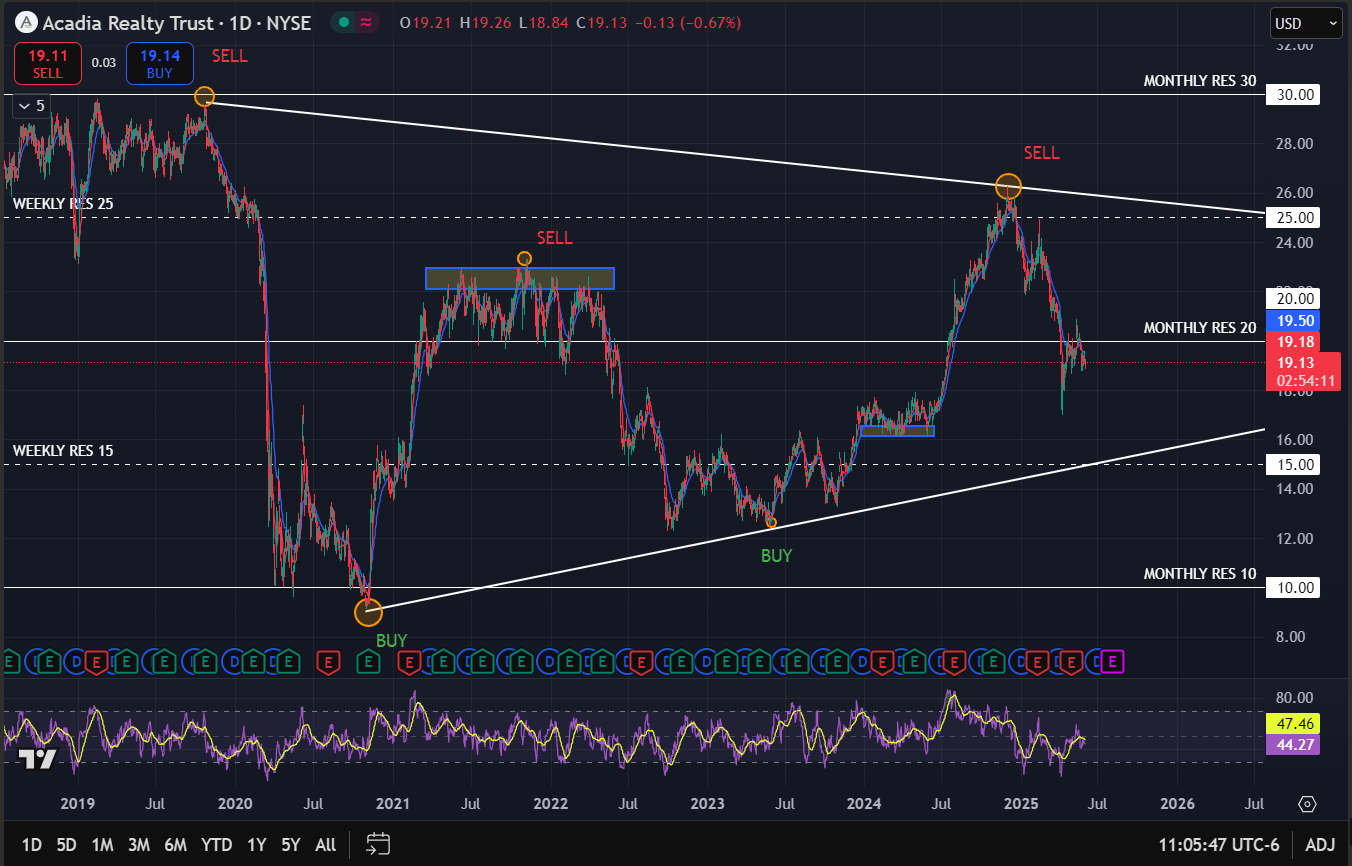 Acadia Realty Trust · 1D · NYSE O19.21 H19.26 L18.84 C19.13 −0.13 (−0.67%)
USD
19.11 SELL 0.03 19.14 BUY
SELL
32.00
MONTHLY RES 30
30.00
5
28.00
SELL
26.00
WEEKLY RES 25
25.00
24.00
SELL
20.00
19.50
MONTHLY RES 20
19.18
19.13
02:54:11
18.00
16.00
WEEKLY RES 15
15.00
14.00
12.00
BUY
MONTHLY RES 10
10.00
BUY
8.00
E E D E E E E D E D E E E E E E E E D E E E E E D E E E E E D E E E E E E E
80.00
47.46
44.27
2019 Jul 2020 Jul 2021 Jul 2022 Jul 2023 Jul 2024 Jul 2025 Jul 2026 Jul
1D 5D 1M 3M 6M YTD 1Y 5Y All
11:05:47 UTC-6 ADJ